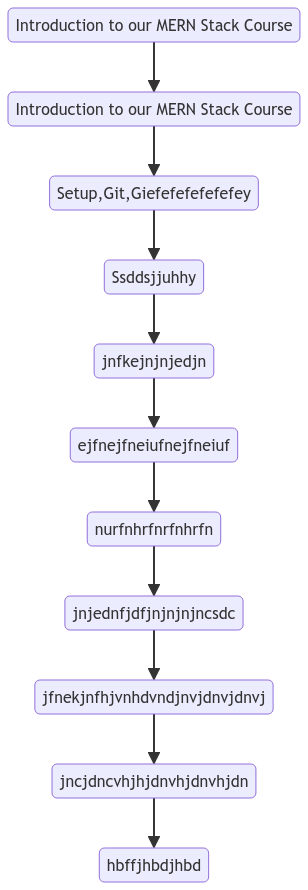 Introduction to our MERN Stack Course
Introduction to our MERN Stack Course
Setup,Git,Giefefefefefefey
Ssddsjjuhhy
jnfkejnjnjedjn
ejfnejfneiufnejfneiuf
nurfnhrfnrfnhrfn
jnjednfjdfjnjnjnjncsdc
jfnekjnfhjvnhdvndjnvjdnvjdnvj
jncjdncvhjhjdnvhjdnvhjdn
hbffjhbdjhbd